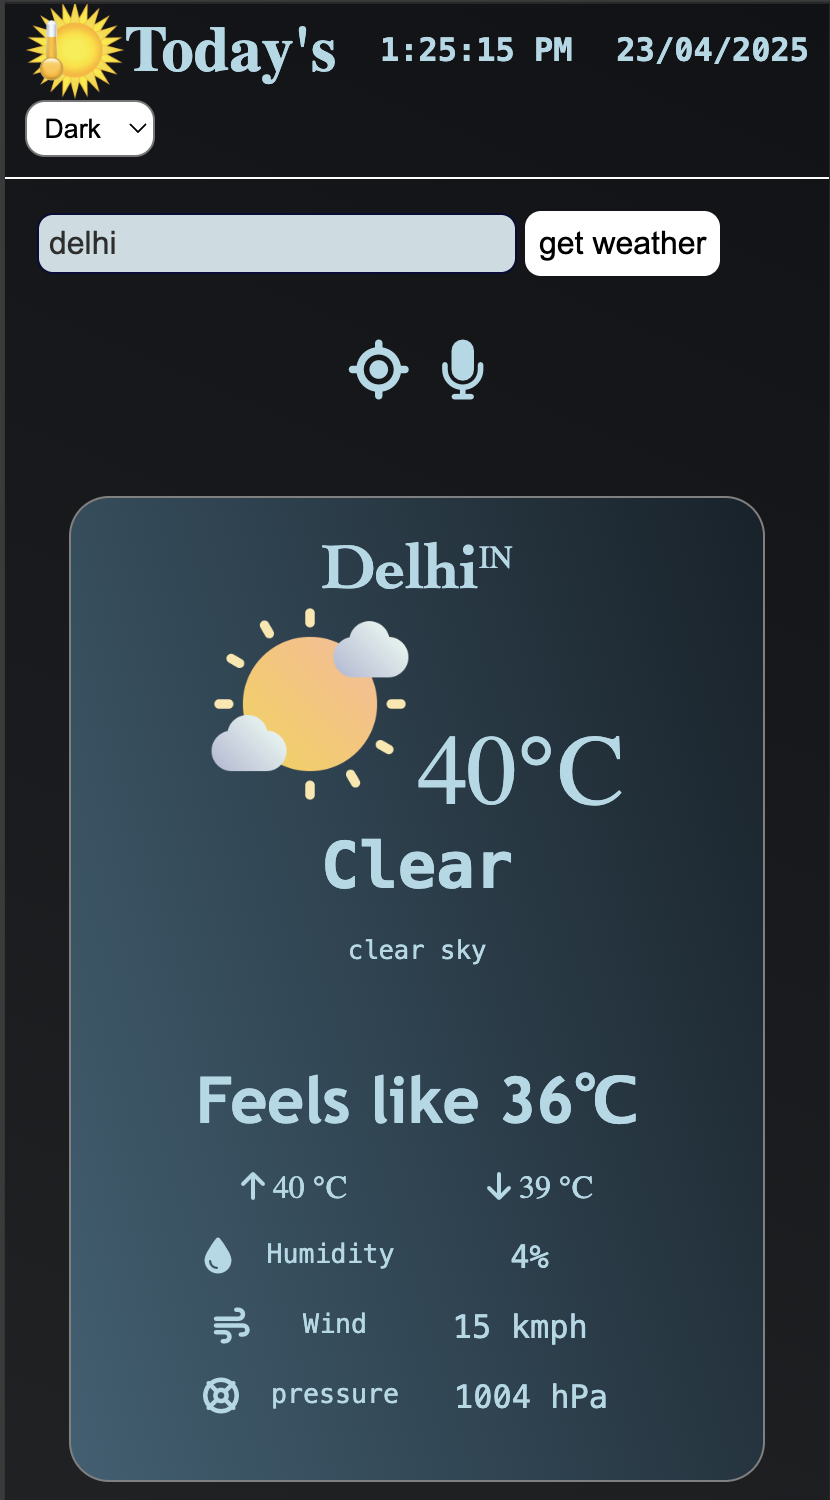 Today's 1:25:15 PM 23/04/2025
Dark
delhi get weather
Delhi IN
40°C
Clear
clear sky
Feels like 36℃
40 °C 39 °C
Humidity 4%
Wind 15 kmph
pressure 1004 hPa